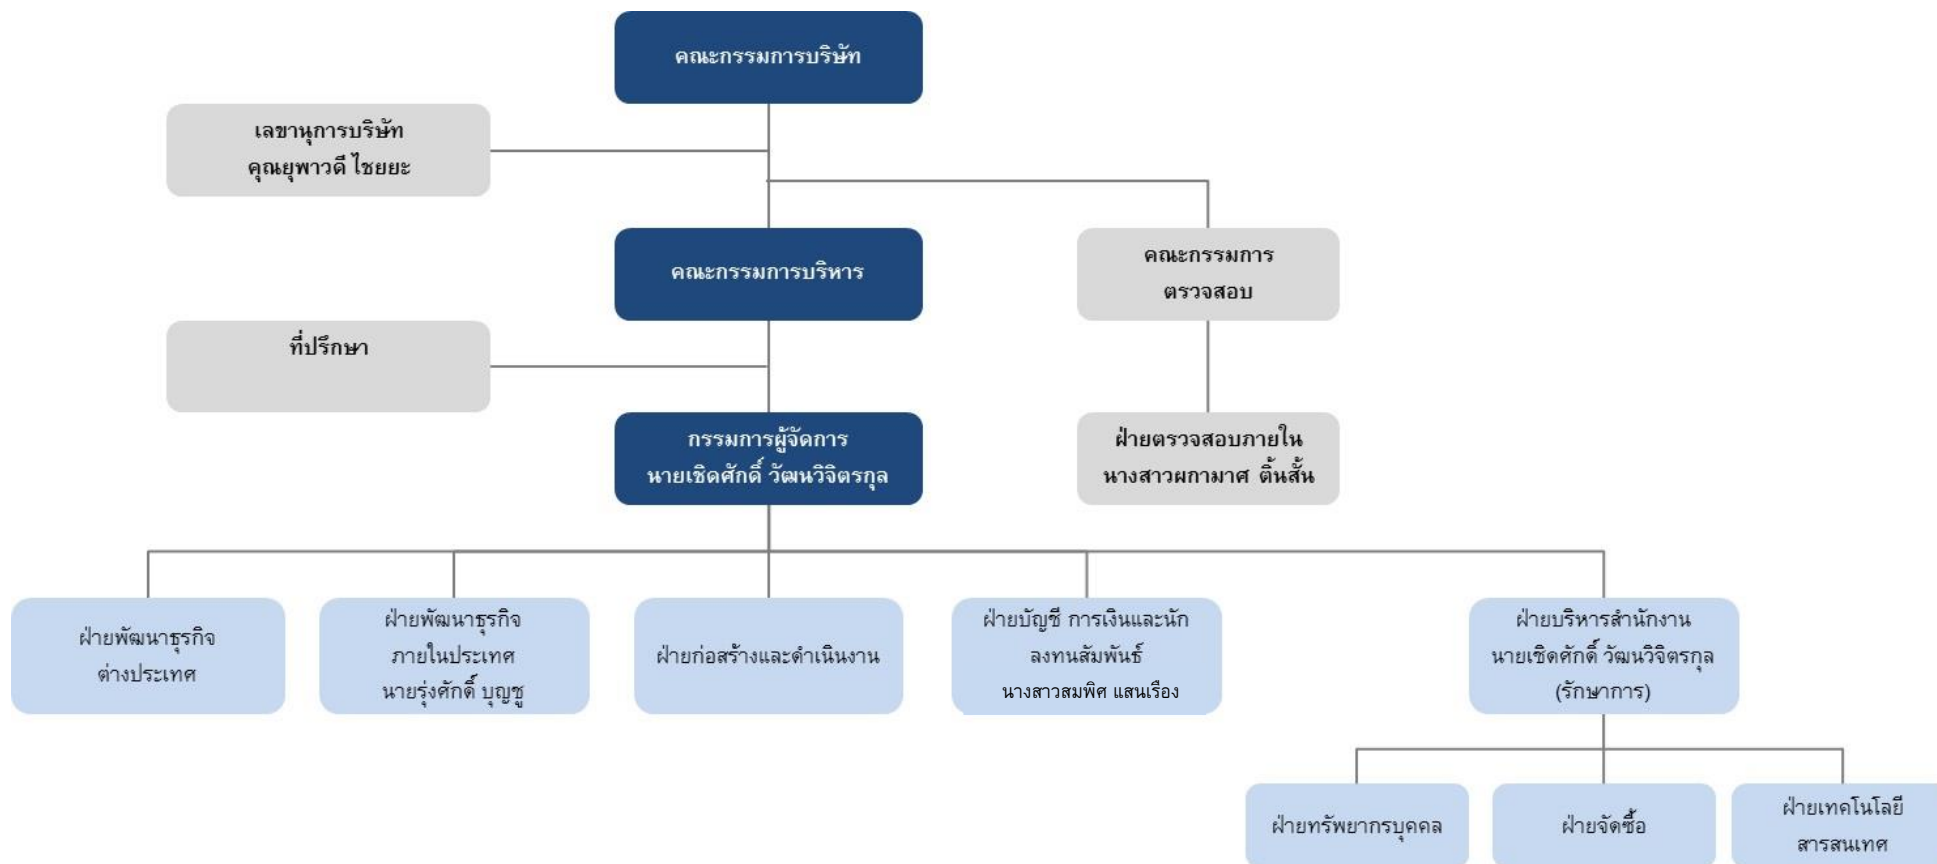 คณะกรรมการบริษัท
เลขานุการบริษัท
คุณยุพาวดี ไชยยะ
คณะกรรมการบริหาร
คณะกรรมการ
ตรวจสอบ
ที่ปรึกษา
กรรมการผู้จัดการ
นายเชิดศักดิ์ วัฒนวิจิตรกุล
ฝ่ายตรวจสอบภายใน
นางสาวผกามาศ ติ้นสั้น
ฝ่ายพัฒนาธุรกิจ
ต่างประเทศ
ฝ่ายพัฒนาธุรกิจ
ภายในประเทศ
นายรุ่งศักดิ์ บุญชู
ฝ่ายก่อสร้างและดำเนินงาน
ฝ่ายบัญชี การเงินและนัก
ลงทนสัมพันธ์
นางสาวสมพิศ แสนเรือง
ฝ่ายบริหารสำนักงาน
นายเชิดศักดิ์ วัฒนวิจิตรกุล
(รักษาการ)
ฝ่ายทรัพยากรบุคคล
ฝ่ายจัดซื้อ
ฝ่ายเทคโนโลยี
สารสนเทศ